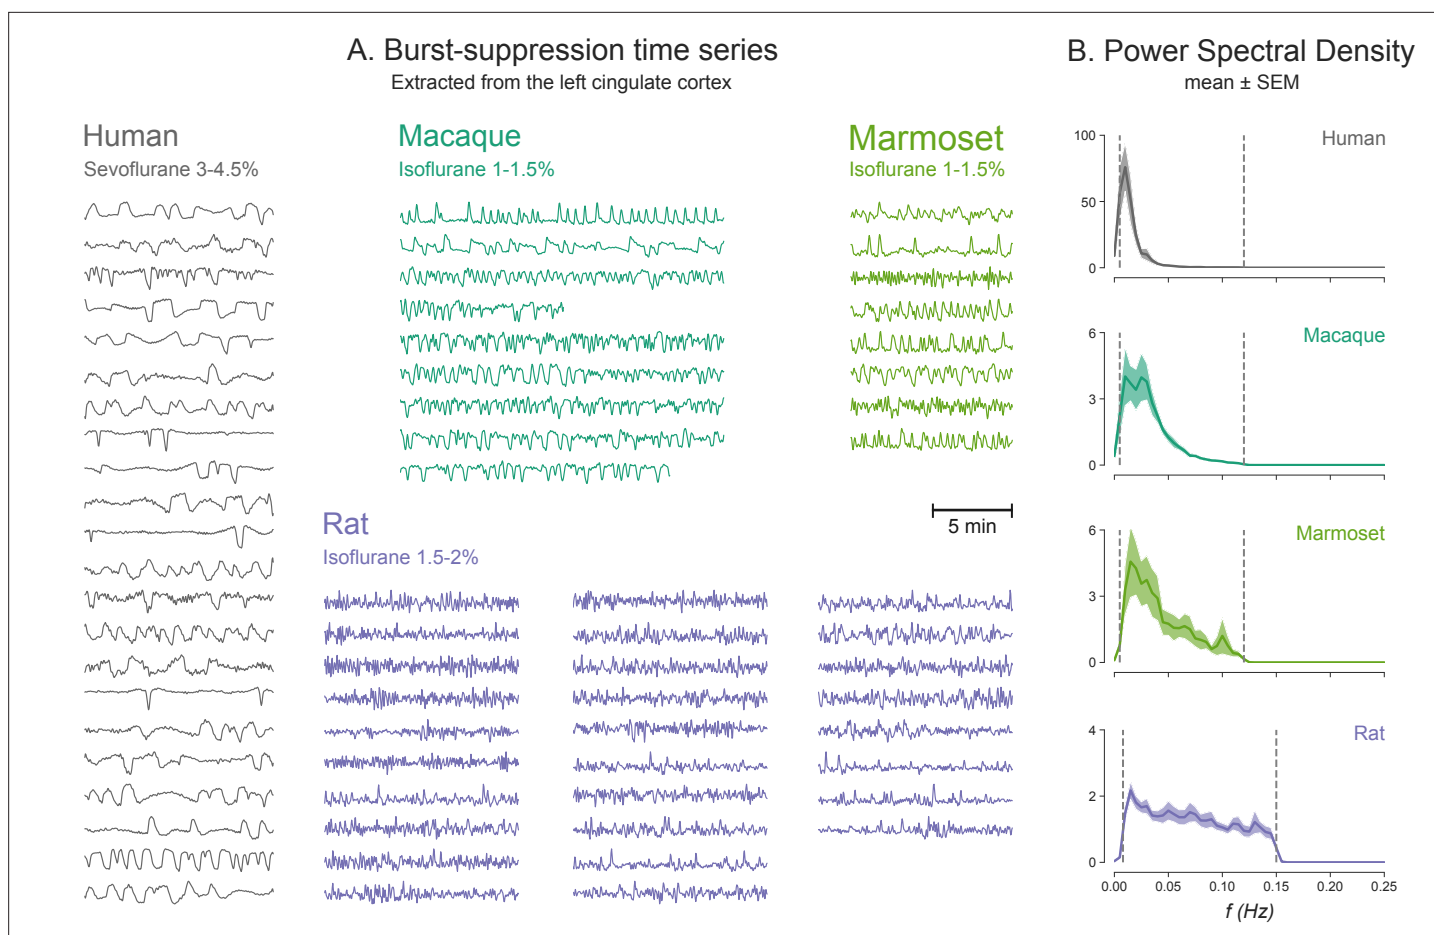 A. Burst-suppression time series
Extracted from the left cingulate cortex
Human
Sevoflurane 3-4.5%
Macaque
Isoflurane 1-1.5%
Marmoset
Isoflurane 1-1.5%
5 min
Rat
Isoflurane 1.5-2%
B. Power Spectral Density
mean ± SEM
Human
100
50
0
Macaque
6
3
0
Marmoset
6
3
0
Rat
4
2
0
0.00 0.05 0.10 0.15 0.20 0.25
f (Hz)